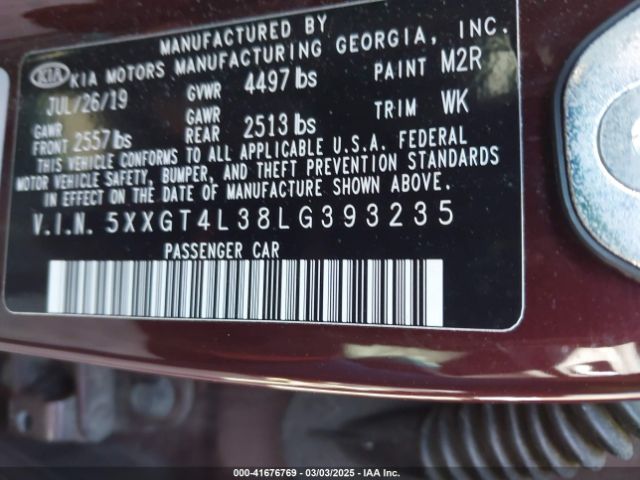 MANUFACTURED BY
KIA KIA MOTORS MANUFACTURING GEORGIA, INC.
JUL/26/19 GVWR 4497 lbs PAINT M2R
GAWR FRONT 2557 lbs GAWR REAR 2513 lbs TRIM WK
THIS VEHICLE CONFORMS TO ALL APPLICABLE U.S.A. FEDERAL
MOTOR VEHICLE SAFETY, BUMPER, AND THEFT PREVENTION STANDARDS
IN EFFECT ON THE DATE OF MANUFACTURE SHOWN ABOVE.
V.I.N. 5XXGT4L38LG393235
PASSENGER CAR
000-41676769 - 03/03/2025 - IAA Inc.